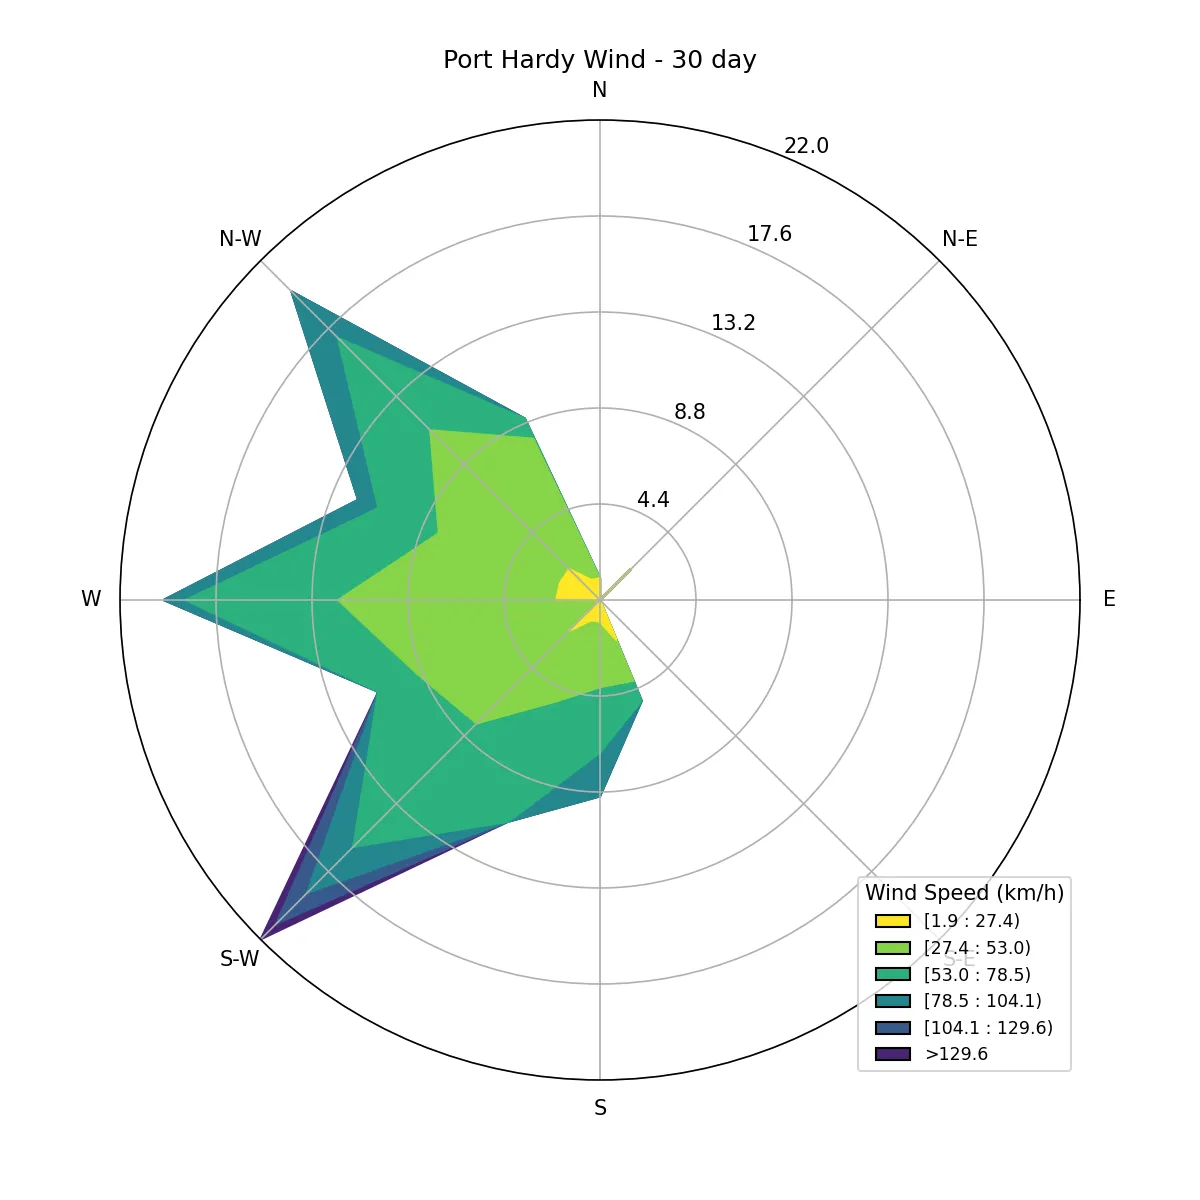 Port Hardy Wind - 30 day
N
22.0
17.6
N-W
N-E
13.2
8.8
4.4
W
E
Wind Speed (km/h)
[1.9 : 27.4)
[27.4 : 53.0)
S-W
S-E
[53.0 : 78.5)
[78.5 : 104.1)
[104.1 : 129.6)
>129.6
S